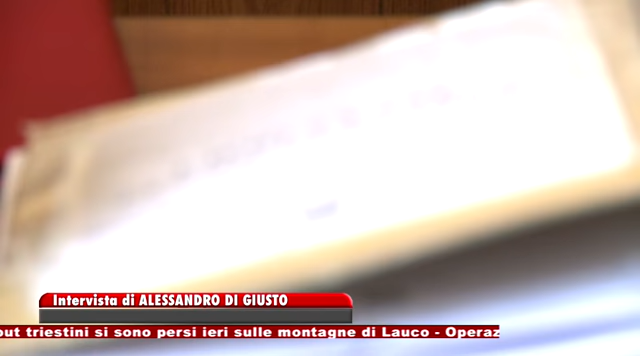 Intervista di ALESSANDRO DI GIUSTO
out triestini si sono persi ieri sulle montagne di Lauco - Operaz